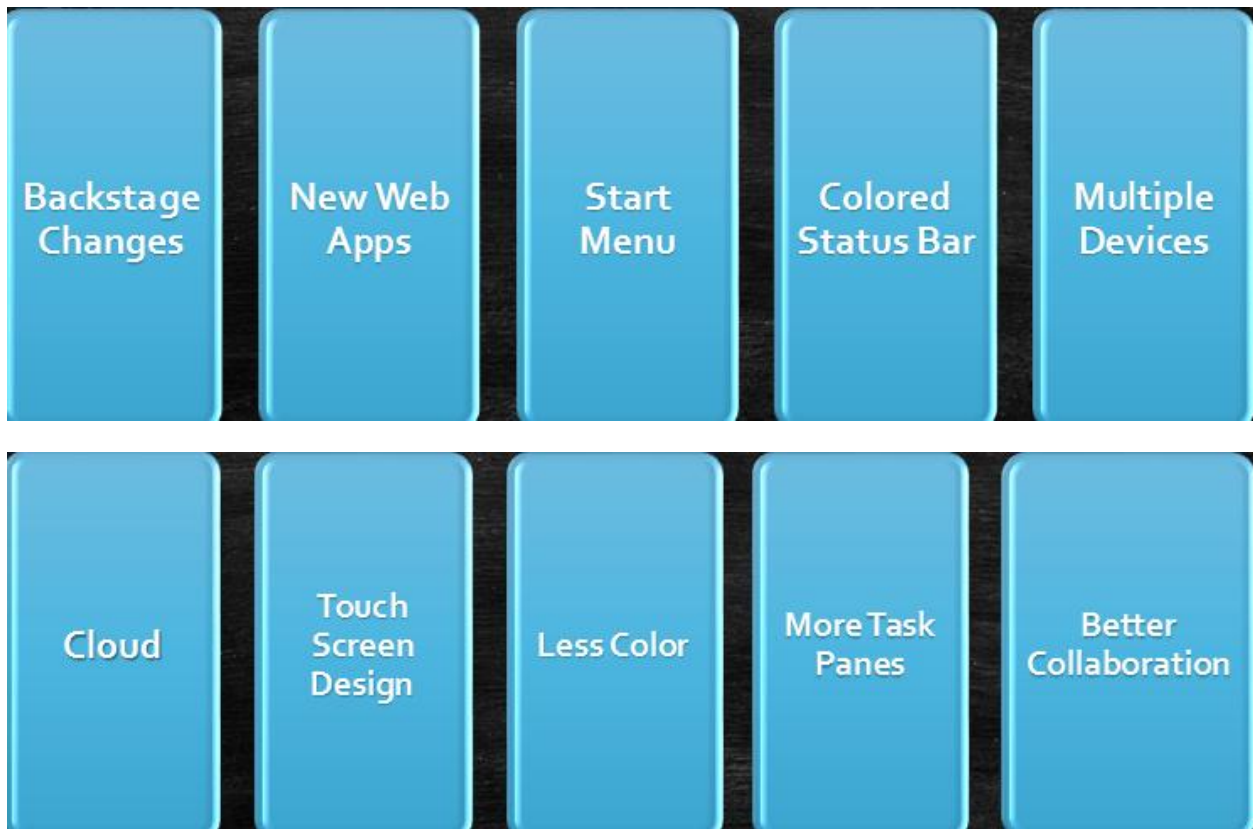 Backstage
Changes
New Web
Apps
Start
Menu
Colored
Status Bar
Multiple
Devices
Cloud
Touch
Screen
Design
Less Color
More Task
Panes
Better
Collaboration